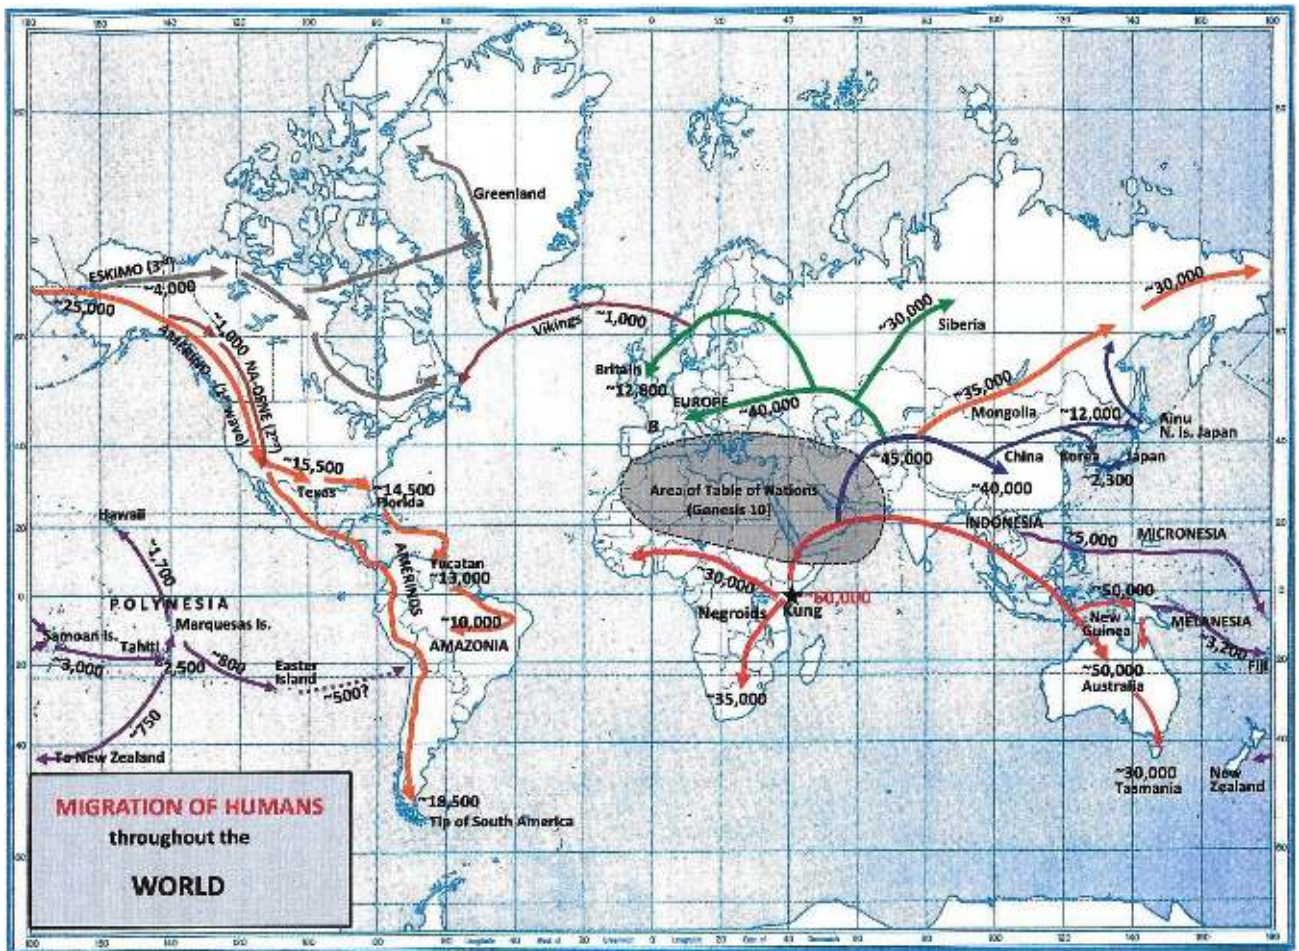 Greenland
ESKIMO (3rd)
~4,000
~25,000
~1,000
NA-DENE (2nd)
wave)
Vikings
~1,000
Britain
~12,800
EUROPE
~40,000
~30,000
Siberia
~30,000
~35,000
Mongolia
~12,000
Ainu
N. Is. Japan
China
Korea
Japan
~2,300
~45,000
~40,000
Area of Table of Nations
(Genesis 10)
~15,500
Texas
~14,500
Florida
Yucatan
~13,000
AMERINDS
~10,000
AMAZONIA
Hawaii
~1,700
POLYNESIA
Marquesas Is.
Samoan Is.
Tahiti
~3,000
~2,500
~800
Easter
Island
~500?
~750
To New Zealand
~30,000
Negroids
Kung
~60,000
~35,000
INDONESIA
~5,000
MICRONESIA
~50,000
New
Guinea
MELANESIA
~3,200
Fiji
~50,000
Australia
~30,000
Tasmania
New
Zealand
~18,500
Tip of South America
MIGRATION OF HUMANS
throughout the
WORLD